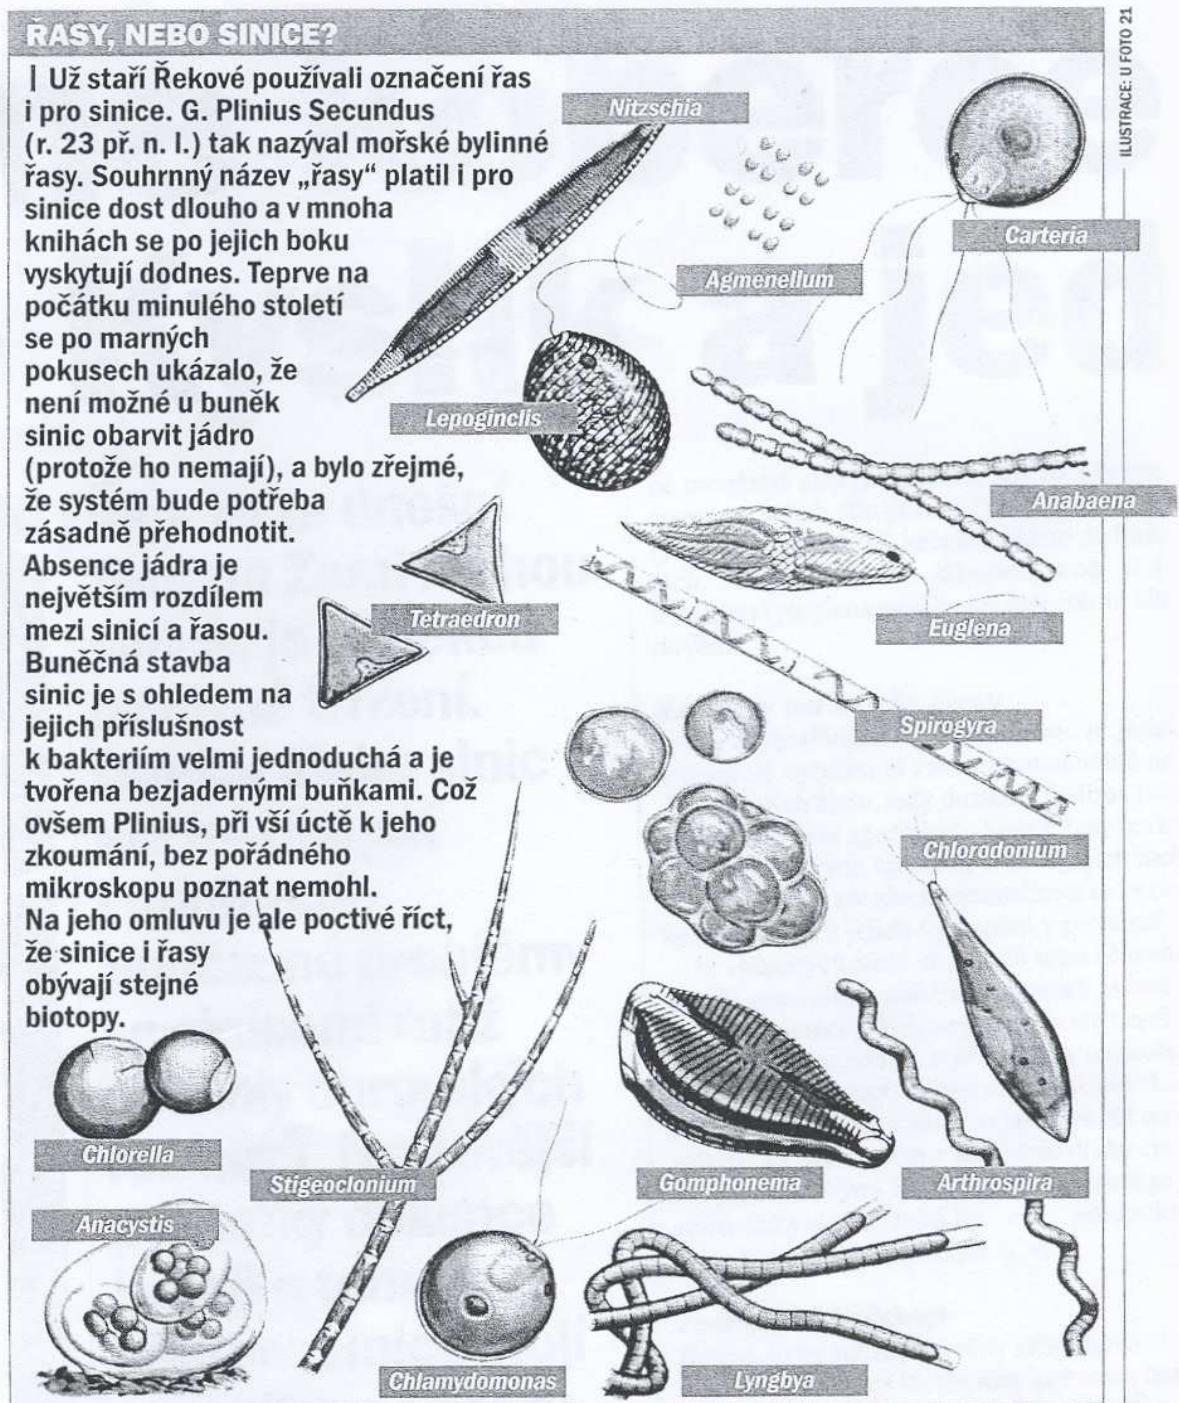 ŘASY, NEBO SINICE?
| Už staří Řekové používali označení řas
i pro sinice. G. Plinius Secundus
(r. 23 př. n. l.) tak nazýval mořské bylinné
řasy. Souhrnný název „řasy“ platil i pro
sinice dost dlouho a v mnoha
knihách se po jejich boku
vyskytují dodnes. Teprve na
počátku minulého století
se po marných
pokusech ukázalo, že
není možné u buněk
sinic obarvit jádro
(protože ho nemají), a bylo zřejmé,
že systém bude potřeba
zásadně přehodnotit.
Absence jádra je
největším rozdílem
mezi sinicí a řasou.
Buněčná stavba
sinic je s ohledem na
jejich příslušnost
k bakteriím velmi jednoduchá a je
tvořena bezjadernými buňkami. Což
ovšem Plinius, při vší úctě k jeho
zkoumání, bez pořádného
mikroskopu poznat nemohl.
Na jeho omluvu je ale poctivé říct,
že sinice i řasy
obývají stejné
biotopy.
Nitzschia
Agmenellum
Carteria
Lepoginclis
Anabaena
Tetraedron
Euglena
Spirogyra
Chlorodonium
Chlorella
Stigeoclonium
Gomphonema
Arthrospira
Anacystis
Chlamydomonas
Lyngbya
ILUSTRACE: U FOTO 21